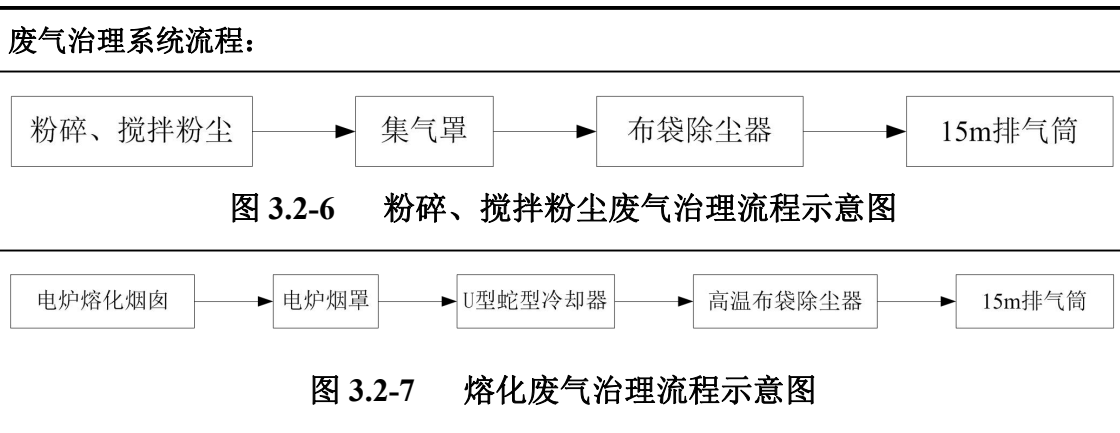 废气治理系统流程：
粉碎、搅拌粉尘 集气罩 布袋除尘器 15m排气筒
图 3.2-6 粉碎、搅拌粉尘废气治理流程示意图
电炉熔化烟囱 电炉烟罩 U型蛇型冷却器 高温布袋除尘器 15m排气筒
图 3.2-7 熔化废气治理流程示意图